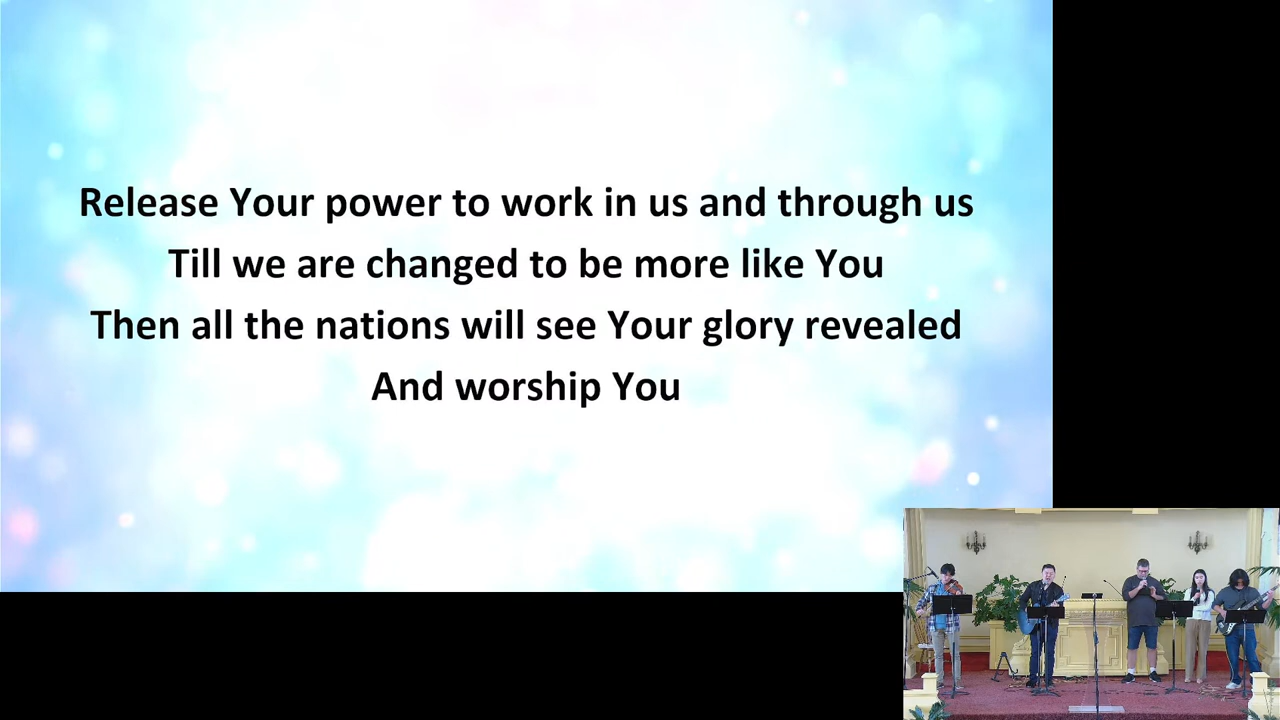 Release Your power to work in us and through us
Till we are changed to be more like You
Then all the nations will see Your glory revealed
And worship You